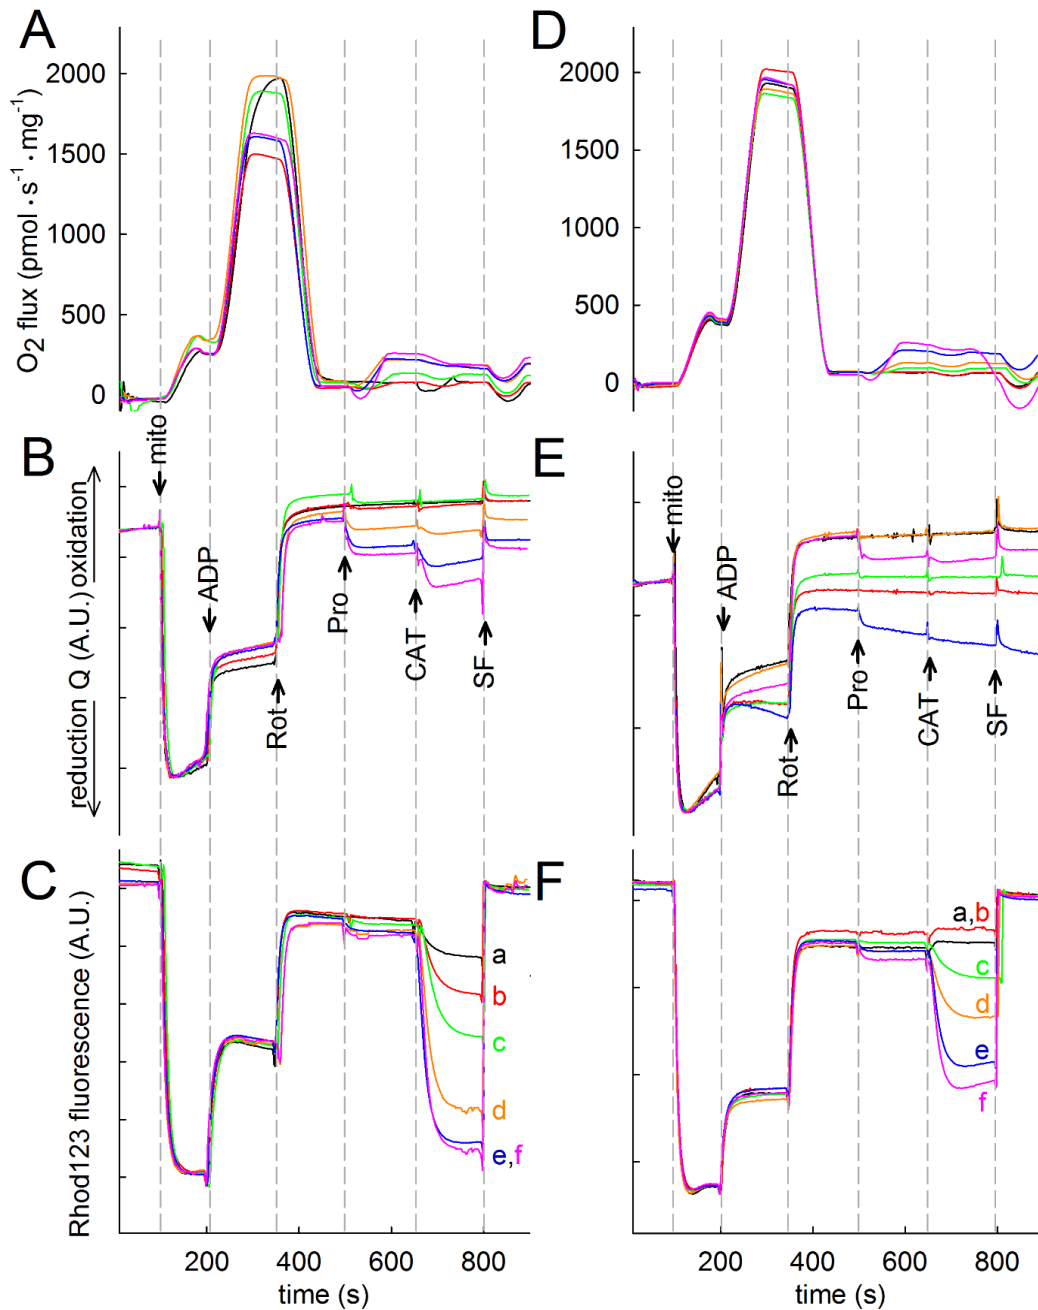 A
D
O2 flux (pmol · s-1 · mg-1)
2000
1500
1000
500
0
2000
1500
1000
500
0
B
E
reduction Q (A.U.) oxidation
mito
ADP
Rot
Pro
CAT
SF
mito
ADP
Rot
Pro
CAT
SF
C
F
Rhod123 fluorescence (A.U.)
a
b
c
d
e,f
a,b
c
d
e
f
200 400 600 800
200 400 600 800
time (s)
time (s)